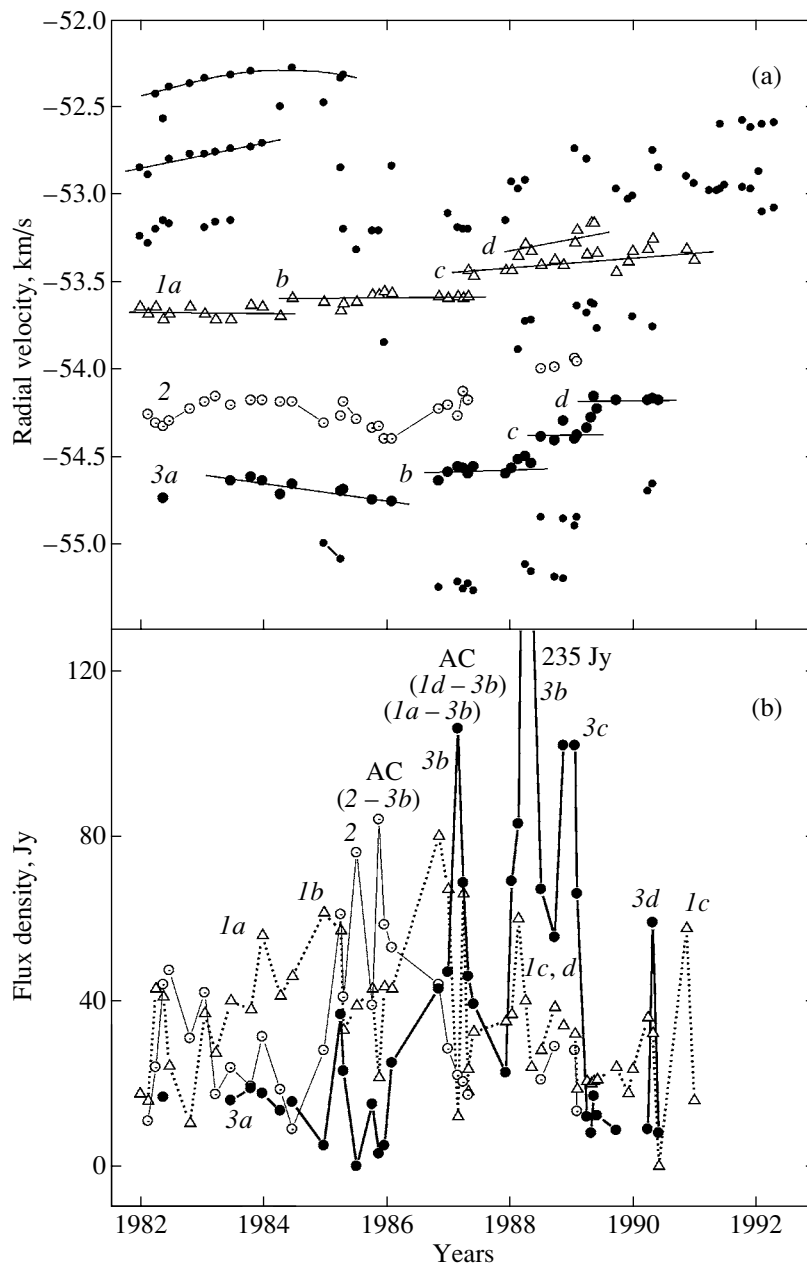 −52.0
(a)
−52.5
−53.0
d
c
1a
b
−53.5
Radial velocity, km/s
−54.0
2
d
c
−54.5
3a
b
−55.0
120
AC
235 Jy
(1d – 3b)
3b
(b)
(1a – 3b)
3c
3b
AC
(2 – 3b)
80
2
1b
3d
1c
1a
Flux density, Jy
1c, d
40
3a
0
1982 1984 1986 1988 1990 1992
Years